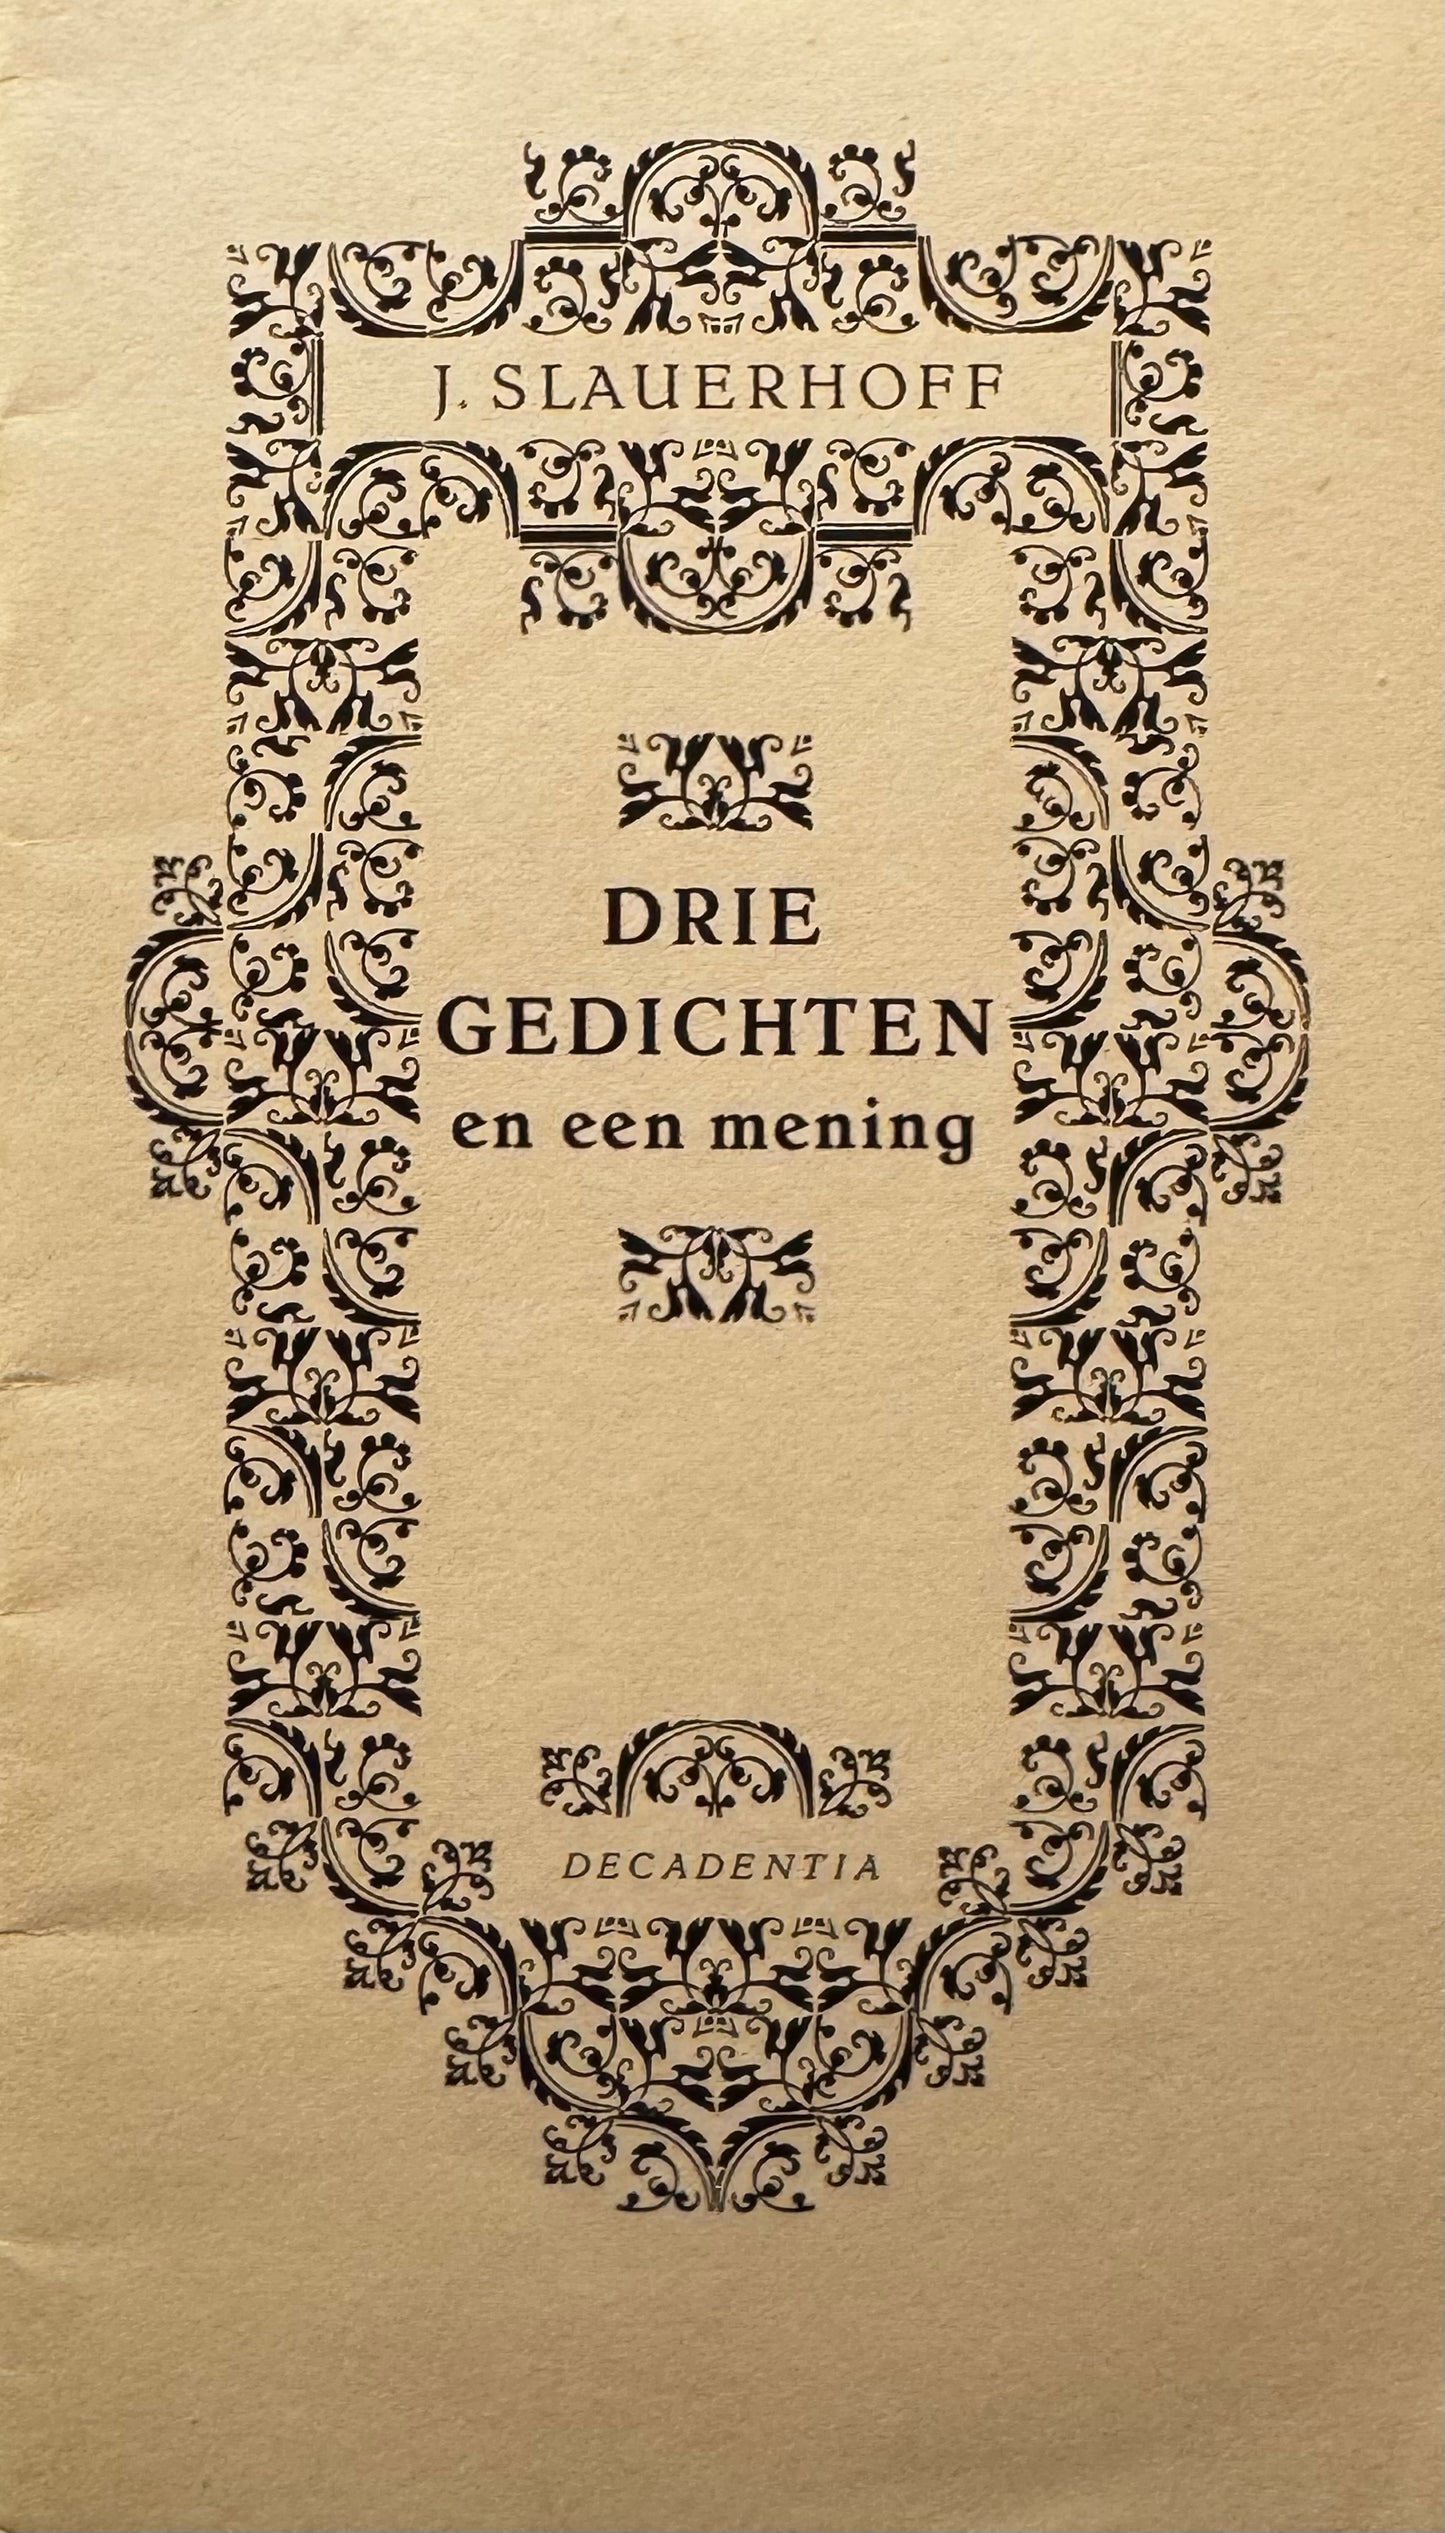 J. SLAUERHOFF
DRIE
GEDICHTEN
en een mening
DECADENTIA